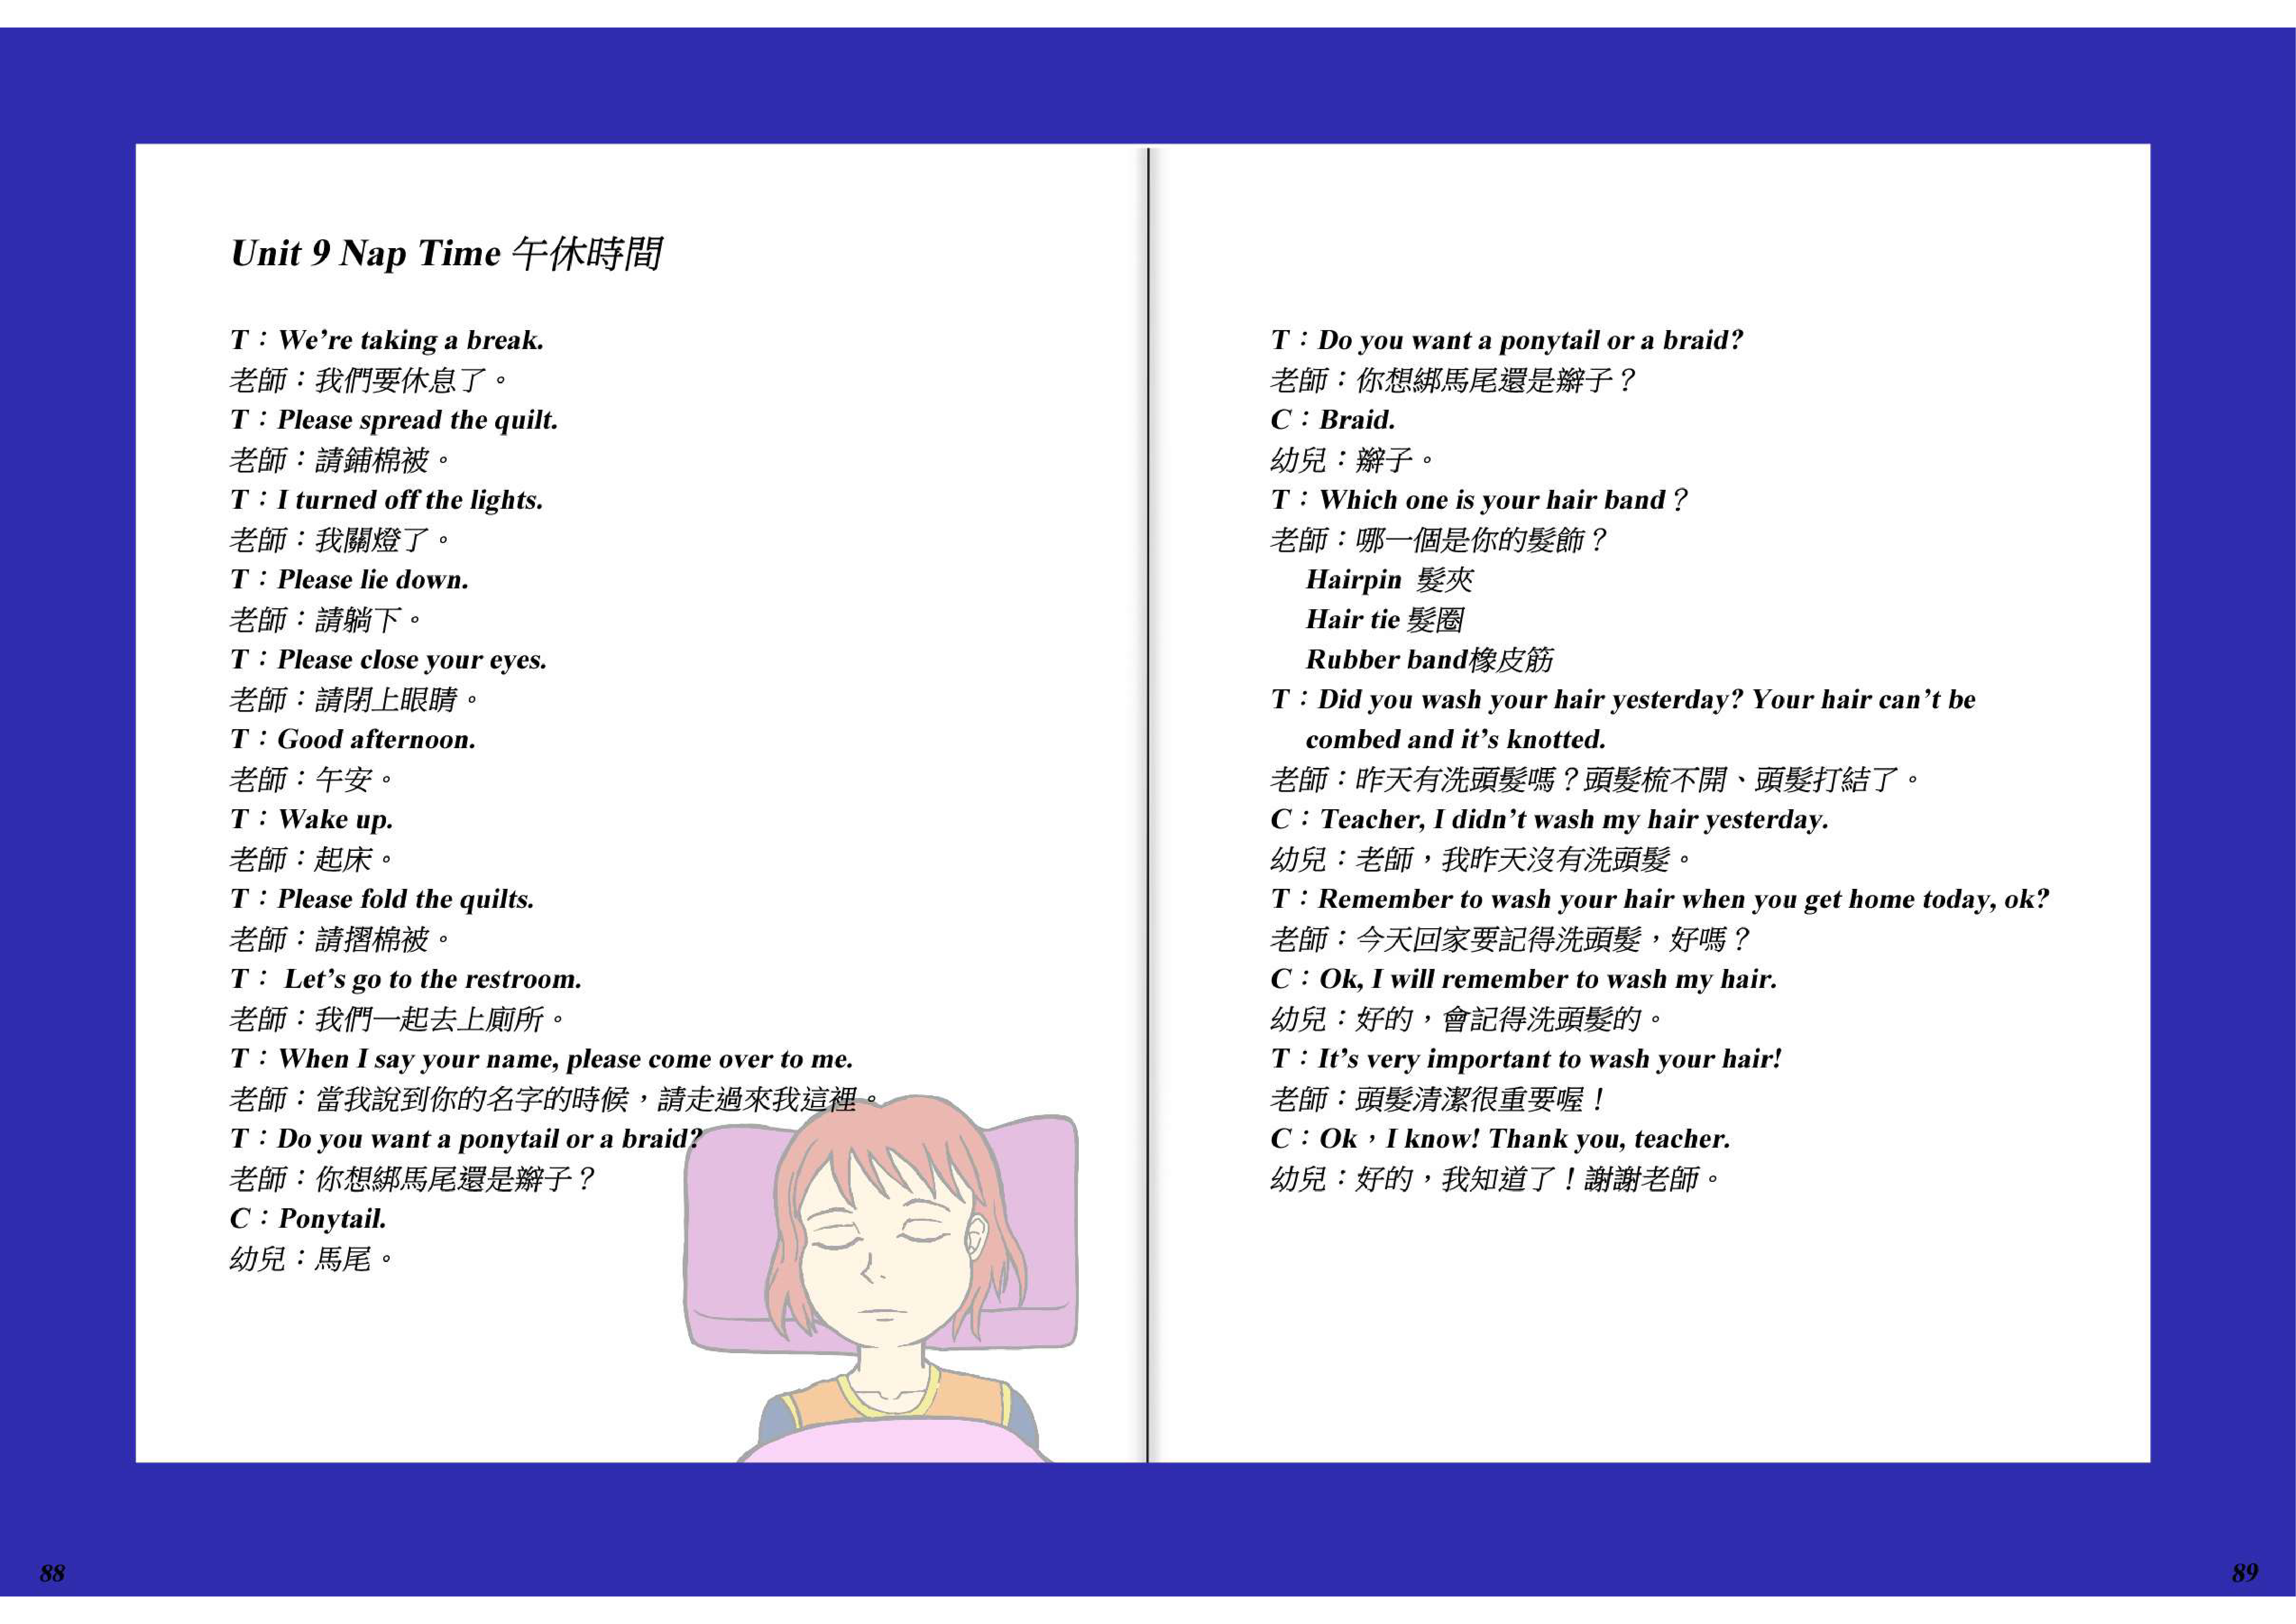 Unit 9 Nap Time 午休時間
T：We’re taking a break.
老師：我們要休息了。
T：Please spread the quilt.
老師：請鋪棉被。
T：I turned off the lights.
老師：我關燈了。
T：Please lie down.
老師：請躺下。
T：Please close your eyes.
老師：請閉上眼睛。
T：Good afternoon.
老師：午安。
T：Wake up.
老師：起床。
T：Please fold the quilts.
老師：請摺棉被。
T： Let’s go to the restroom.
老師：我們一起去上廁所。
T：When I say your name, please come over to me.
老師：當我說到你的名字的時候，請走過來我這裡。
T：Do you want a ponytail or a braid?
老師：你想綁馬尾還是辮子？
C：Ponytail.
幼兒：馬尾。
T：Do you want a ponytail or a braid?
老師：你想綁馬尾還是辮子？
C：Braid.
幼兒：辮子。
T：Which one is your hair band？
老師：哪一個是你的髮飾？
Hairpin 髮夾
Hair tie 髮圈
Rubber band橡皮筋
T：Did you wash your hair yesterday? Your hair can’t be
combed and it’s knotted.
老師：昨天有洗頭髮嗎？頭髮梳不開、頭髮打結了。
C：Teacher, I didn’t wash my hair yesterday.
幼兒：老師，我昨天沒有洗頭髮。
T：Remember to wash your hair when you get home today, ok?
老師：今天回家要記得洗頭髮，好嗎？
C：Ok, I will remember to wash my hair.
幼兒：好的，會記得洗頭髮的。
T：It’s very important to wash your hair!
老師：頭髮清潔很重要喔！
C：Ok，I know! Thank you, teacher.
幼兒：好的，我知道了！謝謝老師。
88
89